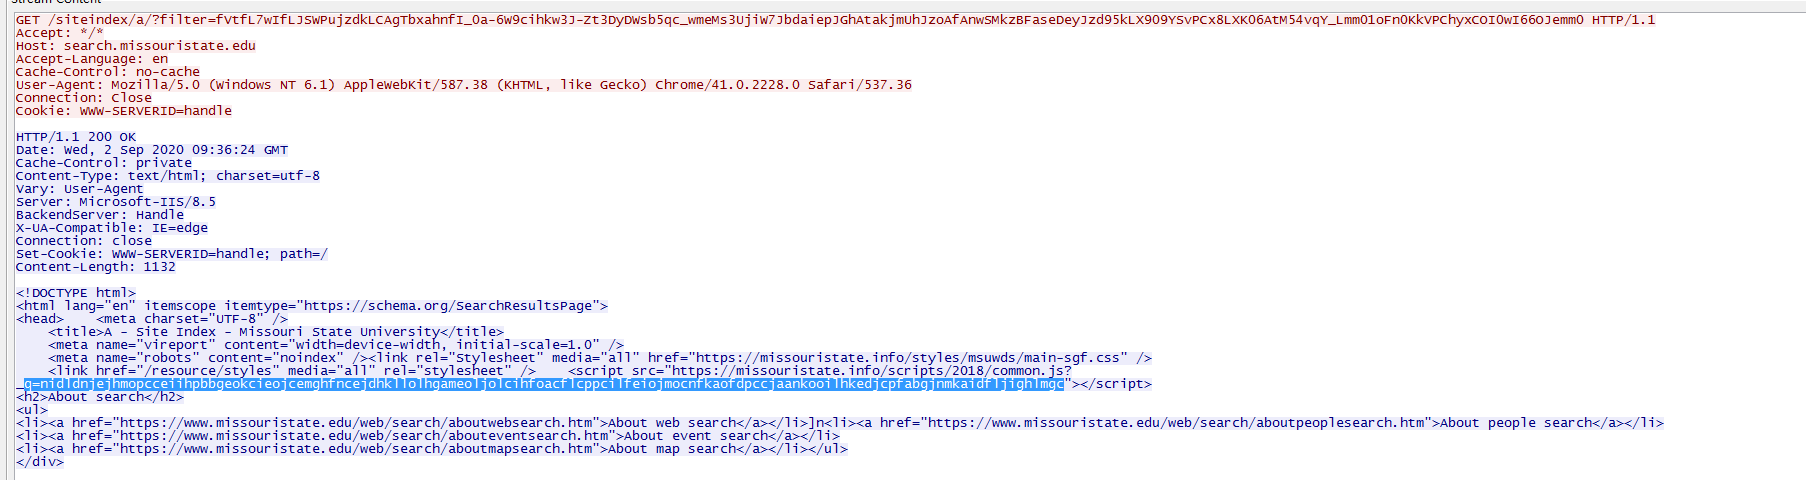 Stream Content
GET /siteindex/a/?filter=fVtfL7wIfLJSWPujzdkLCAgTbxahnfI_0a-6W9cihkw3J-Zt3DyDWsb5qc_wmeMs3UjiW7JbdaiepJGhAtakjmUhJzoAfAnwSMkzBFaseDeyJzd95kLX909YSvPCx8LXK06AtM54vqY_Lmm01oFn0KkVPChyxCOI0wI66OJemm0 HTTP/1.1
Accept: */*
Host: search.missouristate.edu
Accept-Language: en
Cache-Control: no-cache
User-Agent: Mozilla/5.0 (Windows NT 6.1) AppleWebKit/587.38 (KHTML, like Gecko) Chrome/41.0.2228.0 Safari/537.36
Connection: Close
Cookie: WWW-SERVERID=handle
HTTP/1.1 200 OK
Date: Wed, 2 Sep 2020 09:36:24 GMT
Cache-Control: private
Content-Type: text/html; charset=utf-8
Vary: User-Agent
Server: Microsoft-IIS/8.5
BackendServer: Handle
X-UA-Compatible: IE=edge
Connection: close
Set-Cookie: WWW-SERVERID=handle; path=/
Content-Length: 1132
<!DOCTYPE html>
<html lang="en" itemscope itemtype="https://schema.org/SearchResultsPage">
<head>    <meta charset="UTF-8" />
<title>A - Site Index - Missouri State University</title>
<meta name="vireport" content="width=device-width, initial-scale=1.0" />
<meta name="robots" content="noindex" /><link rel="Stylesheet" media="all" href="https://missouristate.info/styles/msuwds/main-sgf.css" />
<link href="/resource/styles" media="all" rel="stylesheet" />    <script src="https://missouristate.info/scripts/2018/common.js?
_q=nidldnjejhmopcceiihpbbgeokcieojcemghfncejdhkllolhgameoljolcihfoacflcppcilfeiojmocnfkaofdpccjaankooilhkedjcpfabgjnmkaidfljighlmgc"></script>
<h2>About search</h2>
<ul>
<li><a href="https://www.missouristate.edu/web/search/aboutwebsearch.htm">About web search</a></li>]n<li><a href="https://www.missouristate.edu/web/search/aboutpeoplesearch.htm">About people search</a></li>
<li><a href="https://www.missouristate.edu/web/search/abouteventsearch.htm">About event search</a></li>
<li><a href="https://www.missouristate.edu/web/search/aboutmapsearch.htm">About map search</a></li></ul>
</div>